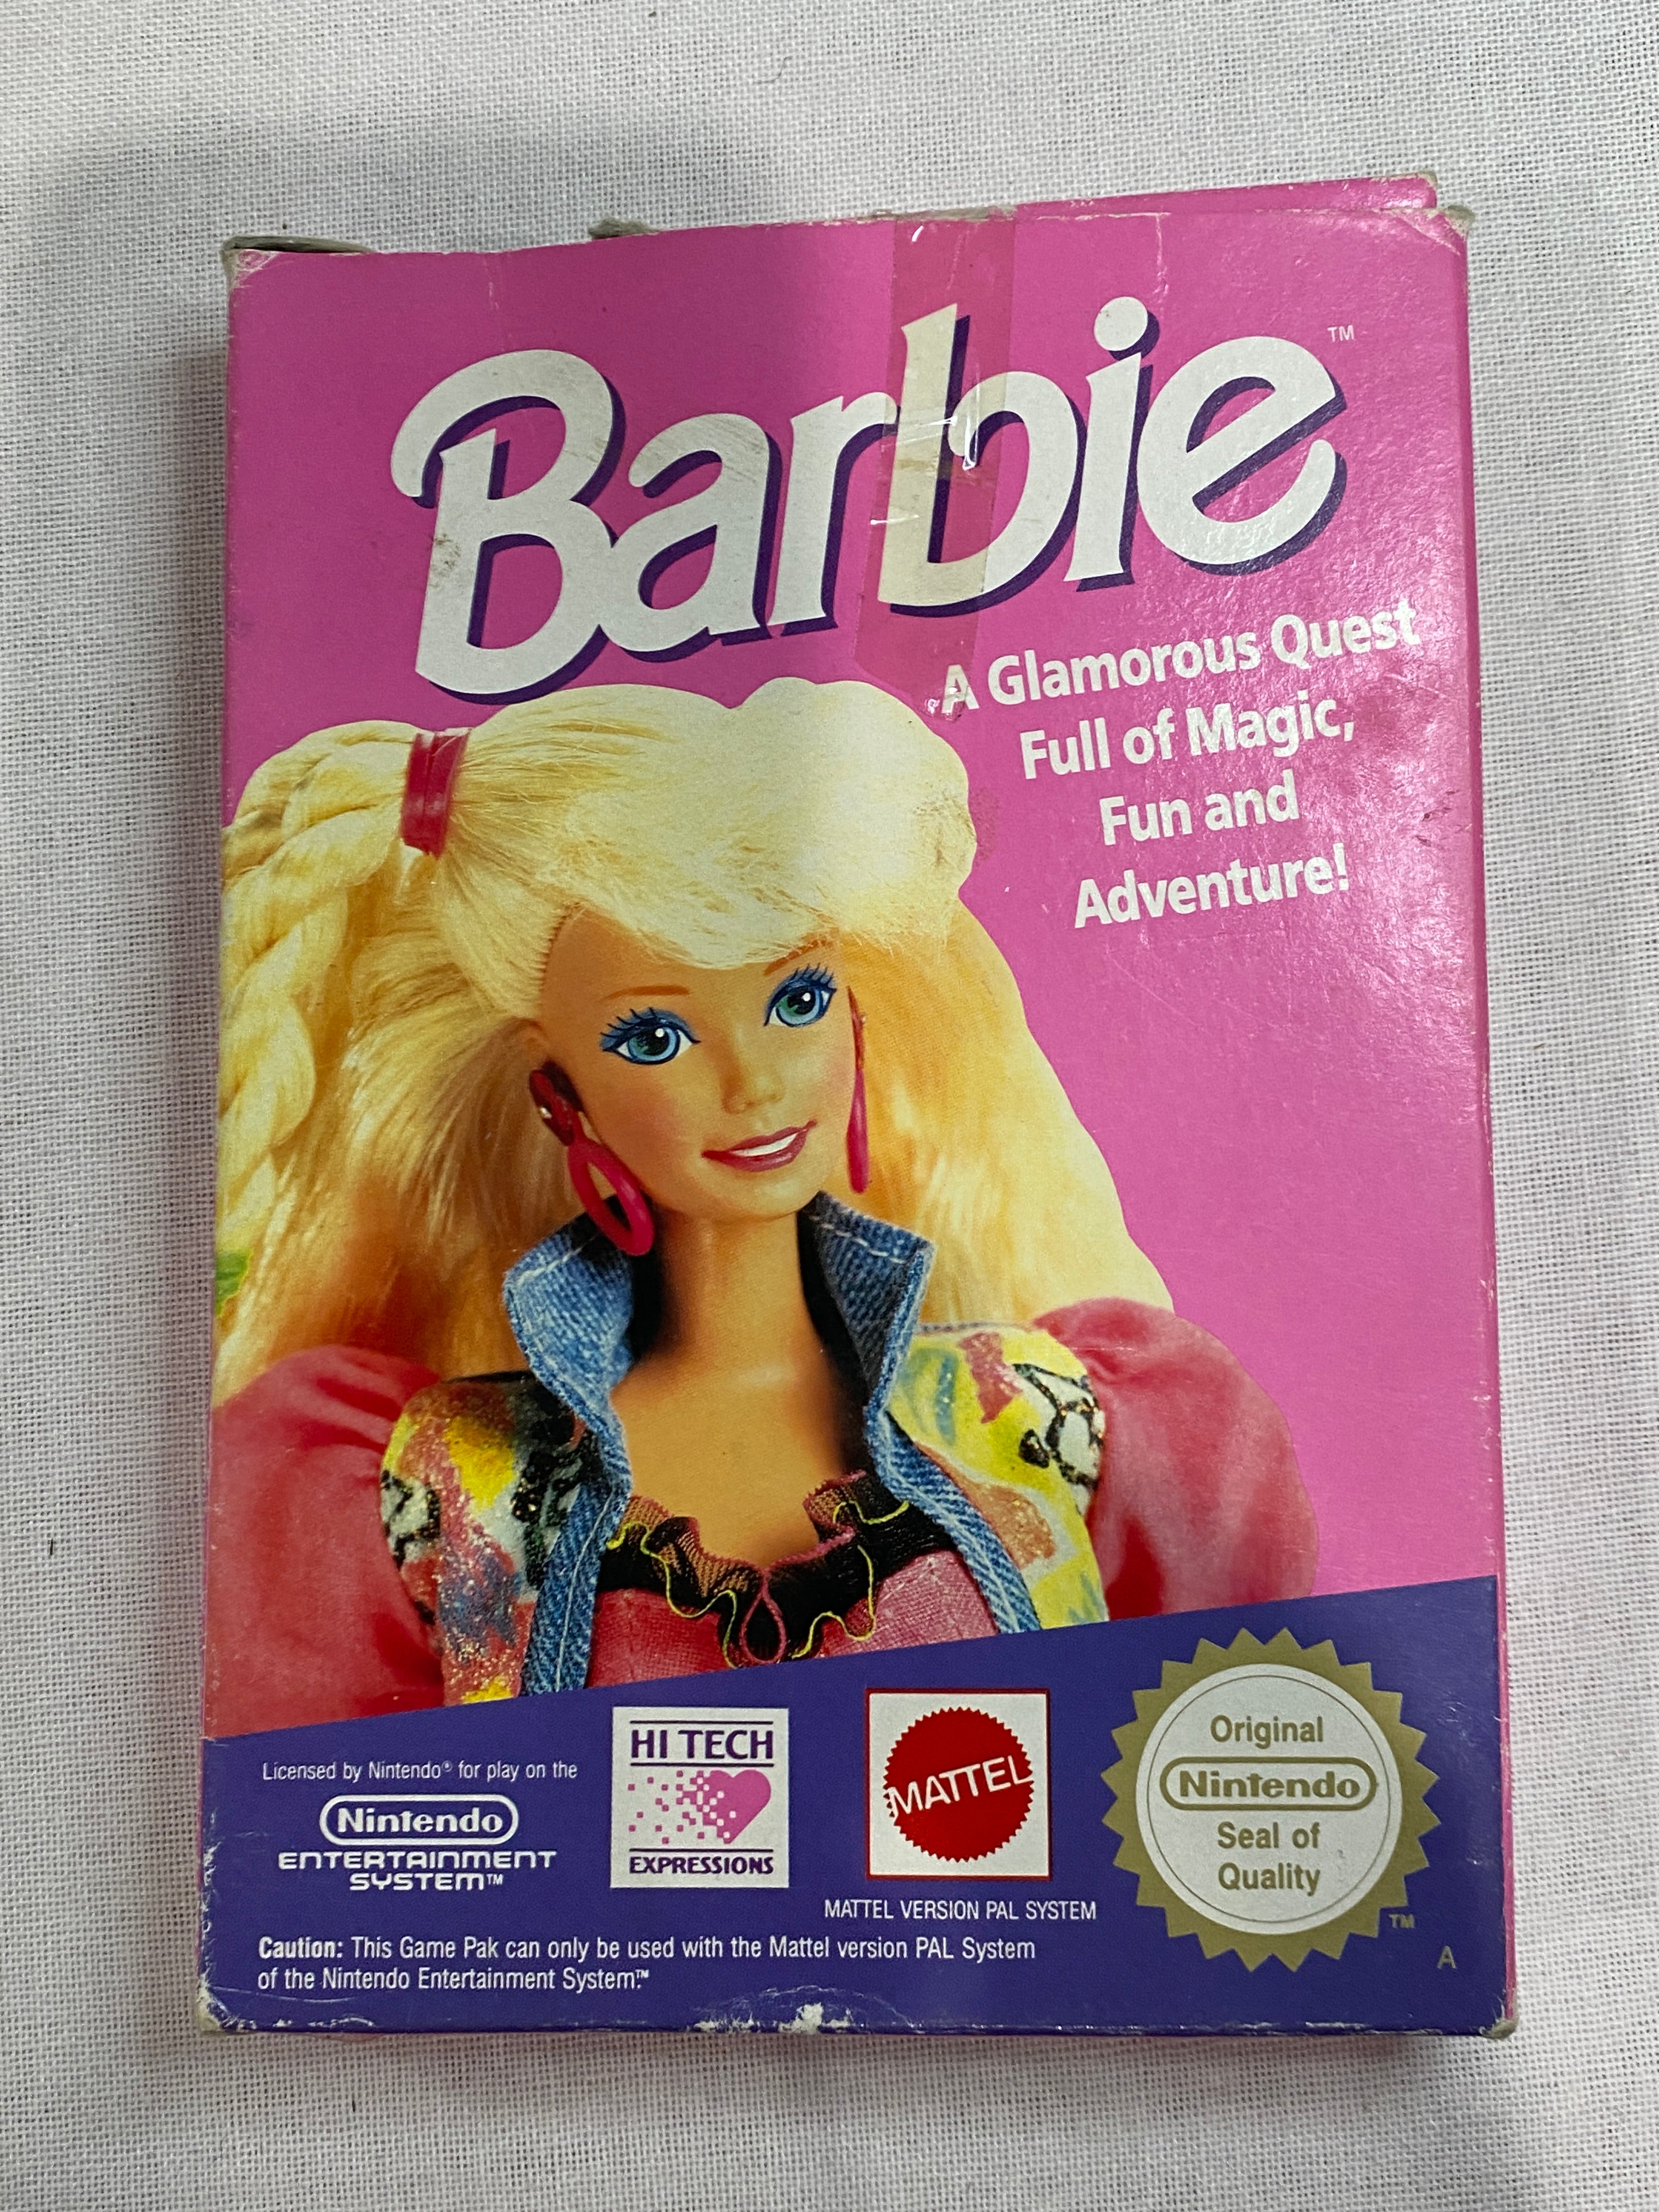 Barbie™
A Glamorous Quest
Full of Magic,
Fun and
Adventure!
Licensed by Nintendo® for play on the
Nintendo
ENTERTAINMENT
SYSTEM™
HI TECH
EXPRESSIONS
MATTEL
MATTEL VERSION PAL SYSTEM
Original
Nintendo
Seal of
Quality
™
A
Caution: This Game Pak can only be used with the Mattel version PAL System
of the Nintendo Entertainment System.™